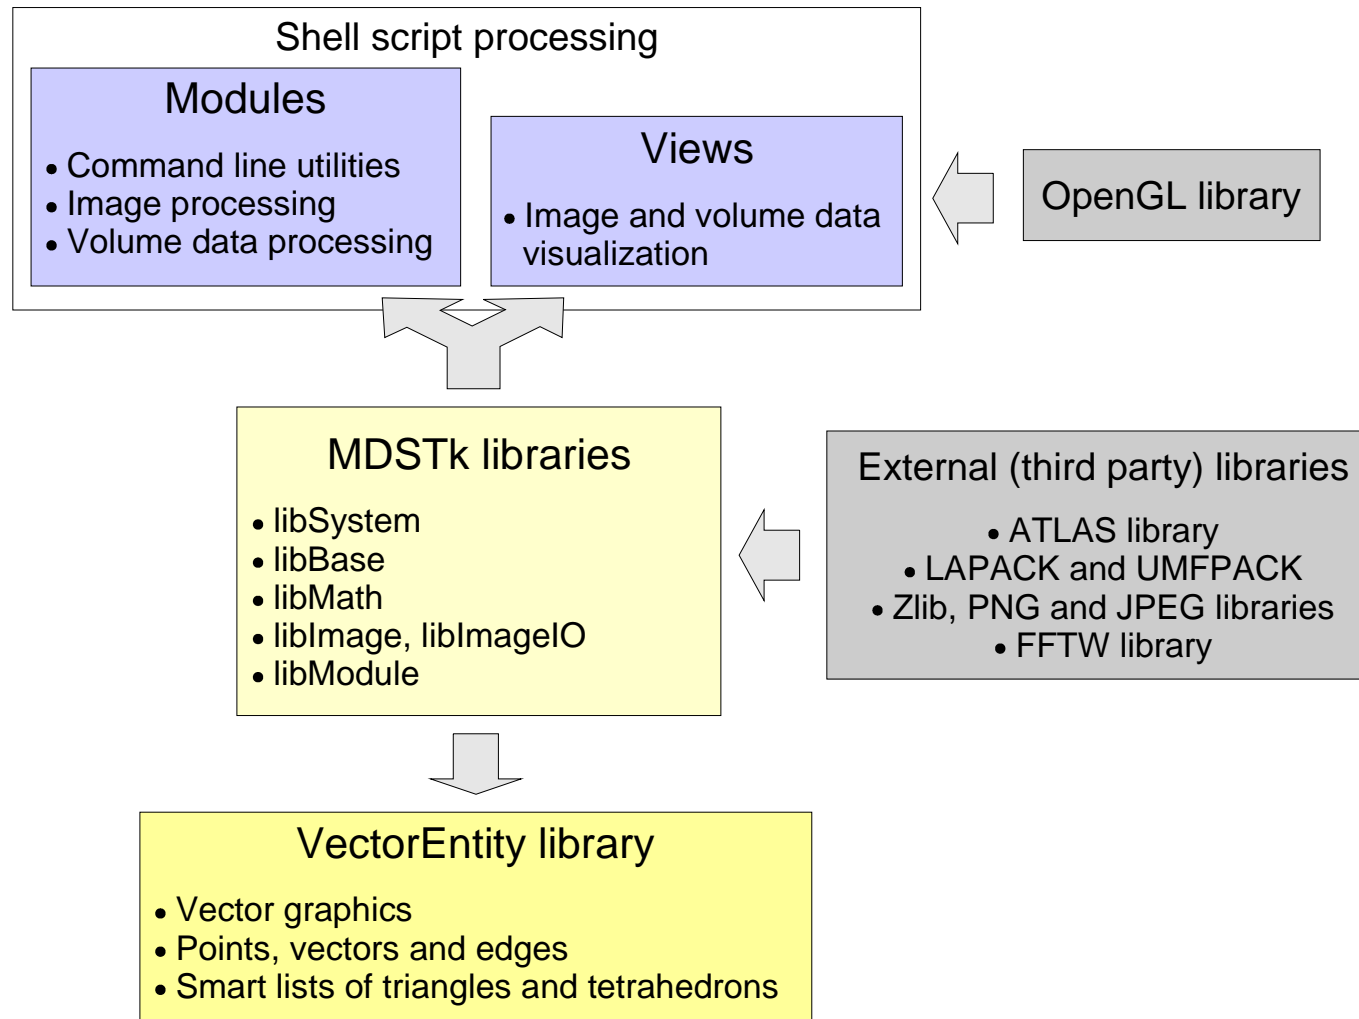 Shell script processing
Modules
• Command line utilities
• Image processing
• Volume data processing
Views
• Image and volume data
visualization
OpenGL library
MDSTk libraries
• libSystem
• libBase
• libMath
• libImage, libImageIO
• libModule
External (third party) libraries
• ATLAS library
• LAPACK and UMFPACK
• Zlib, PNG and JPEG libraries
• FFTW library
VectorEntity library
• Vector graphics
• Points, vectors and edges
• Smart lists of triangles and tetrahedrons